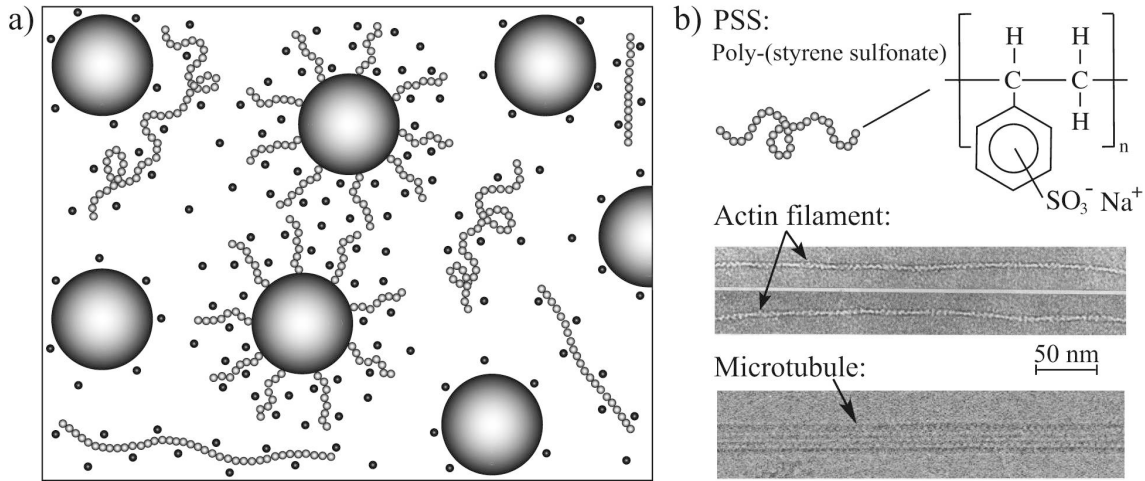 a)
b) PSS:
Poly-(styrene sulfonate)
H H
C C
H
n
SO₃⁻ Na⁺
Actin filament:
50 nm
Microtubule: